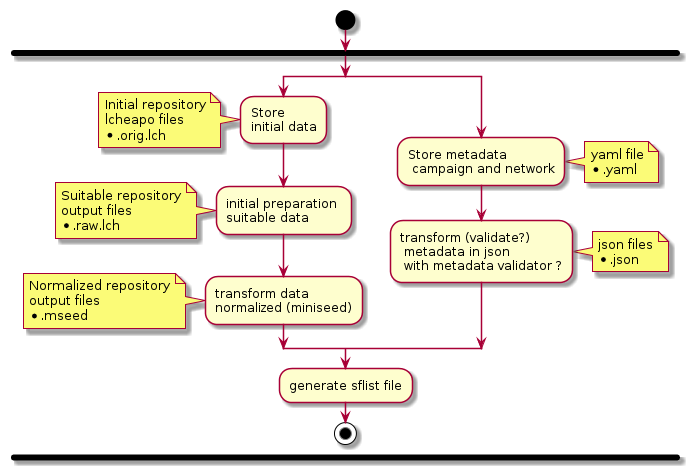 Initial repository
lcheapo files
• .orig.lch
Store
initial data
Store metadata
campaign and network
yaml file
• .yaml
Suitable repository
output files
• .raw.lch
initial preparation
suitable data
transform (validate?)
metadata in json
with metadata validator ?
json files
• .json
Normalized repository
output files
• .mseed
transform data
normalized (miniseed)
generate sflist file